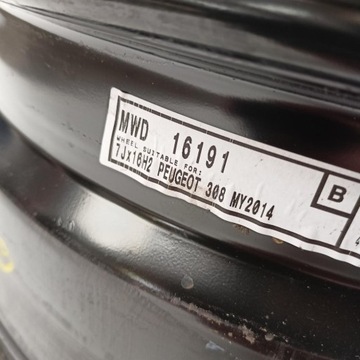 MWD 16191
WHEEL SUITABLE FOR:
7Jx16H2 PEUGEOT 308 MY2014
B